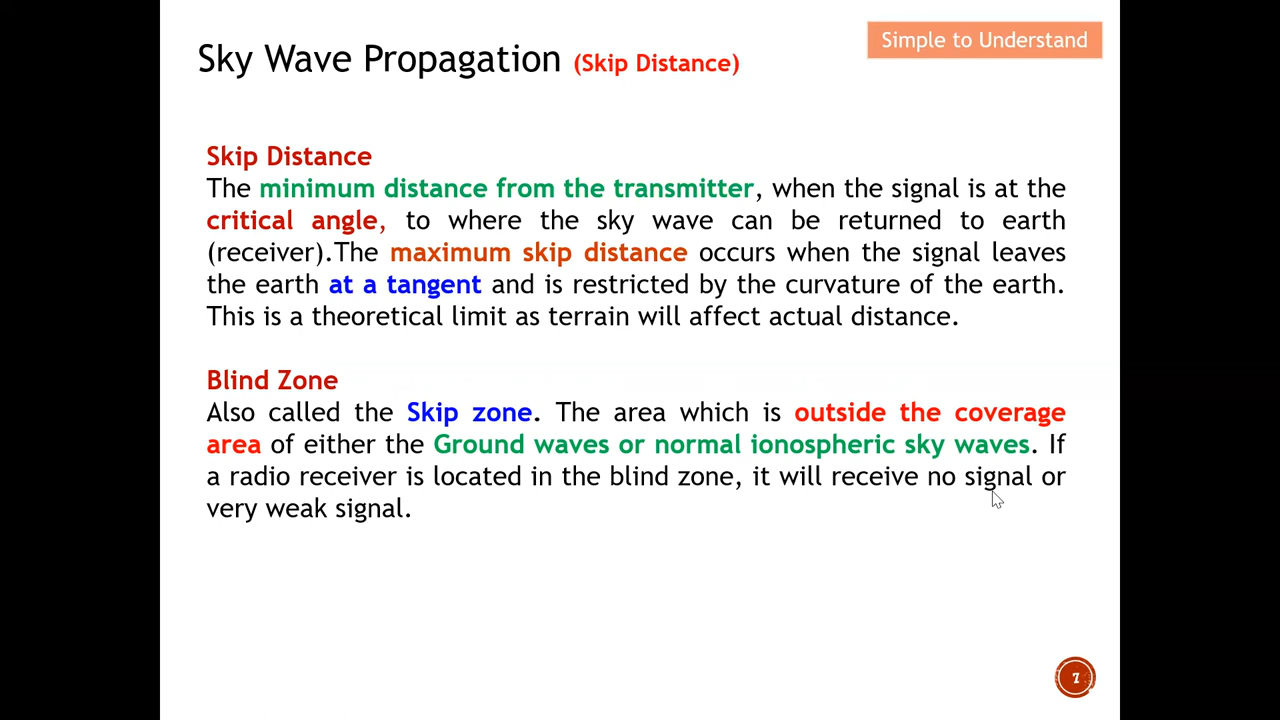 Simple to Understand
Sky Wave Propagation (Skip Distance)
Skip Distance
The minimum distance from the transmitter, when the signal is at the
critical angle, to where the sky wave can be returned to earth
(receiver).The maximum skip distance occurs when the signal leaves
the earth at a tangent and is restricted by the curvature of the earth.
This is a theoretical limit as terrain will affect actual distance.
Blind Zone
Also called the Skip zone. The area which is outside the coverage
area of either the Ground waves or normal ionospheric sky waves. If
a radio receiver is located in the blind zone, it will receive no signal or
very weak signal.
7